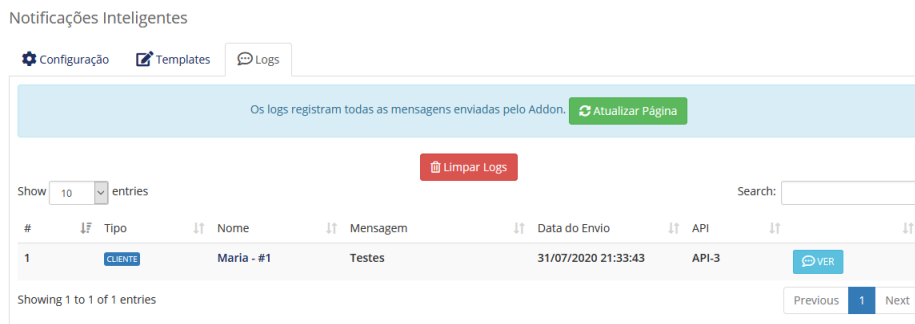 Notificações Inteligentes
Configuração Templates Logs
Os logs registram todas as mensagens enviadas pelo Addon. Atualizar Página
Limpar Logs
Show 10 entries Search:
# Tipo Nome Mensagem Data do Envio API
1 CLIENTE Maria - #1 Testes 31/07/2020 21:33:43 API-3 VER
Showing 1 to 1 of 1 entries Previous 1 Next